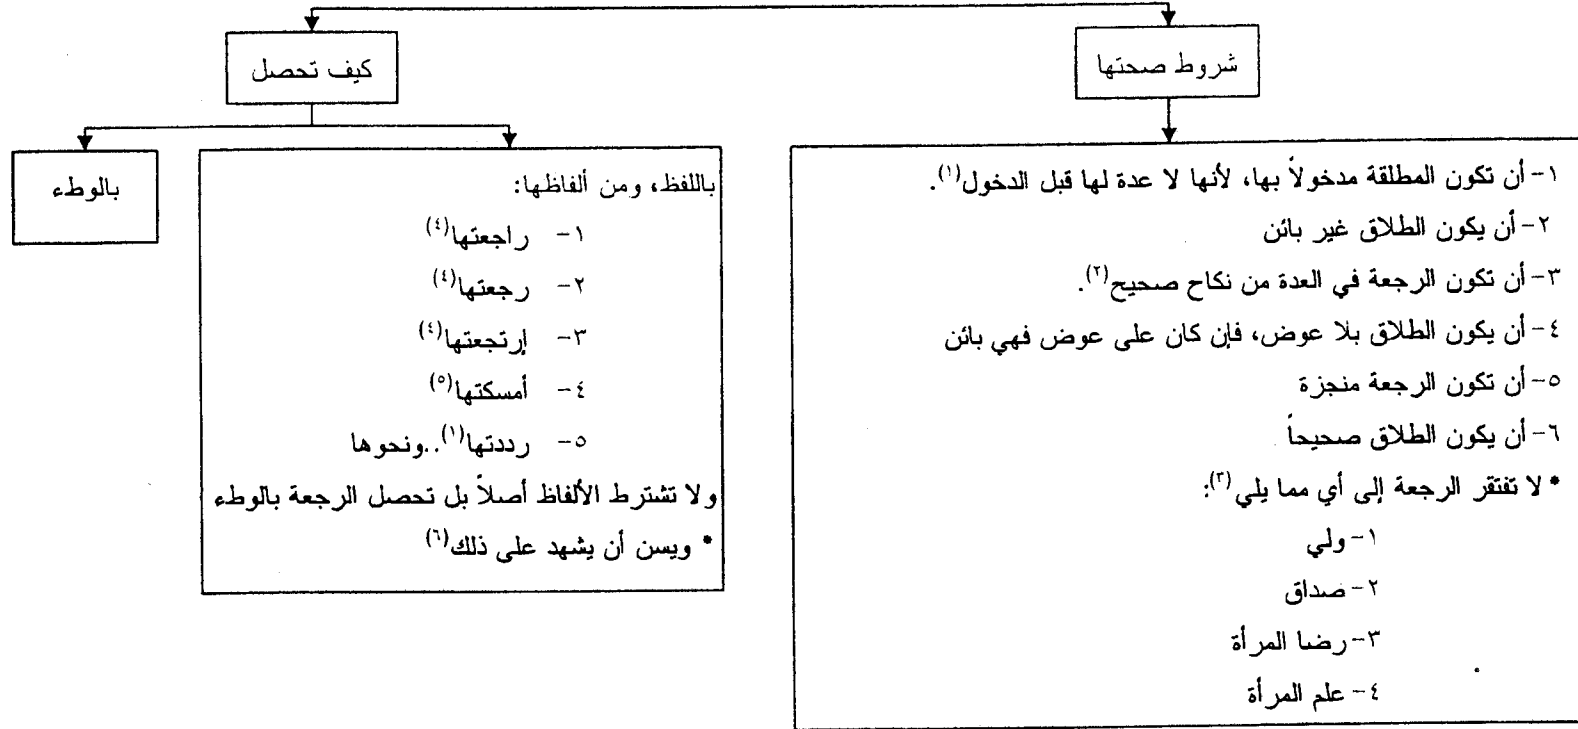 شروط صحتها
١- أن تكون المطلقة مدخولاً بها، لأنها لا عدة لها قبل الدخول(١).
٢- أن يكون الطلاق غير بائن
٣- أن تكون الرجعة في العدة من نكاح صحيح(٢).
٤- أن يكون الطلاق بلا عوض، فإن كان على عوض فهي بائن
٥- أن تكون الرجعة منجزة
٦- أن يكون الطلاق صحيحاً
* لا تفتقر الرجعة إلى أي مما يلي(٣):
١- ولي
٢- صداق
٣- رضا المرأة
٤- علم المرأة
كيف تحصل
باللفظ، ومن ألفاظها:
١- راجعتها(٤)
٢- رجعتها(٤)
٣- إرتجعتها(٤)
٤- أمسكتها(٥)
٥- رددتها(١)..ونحوها
ولا تشترط الألفاظ أصلاً بل تحصل الرجعة بالوطء
* ويسن أن يشهد على ذلك(٦)
بالوطء